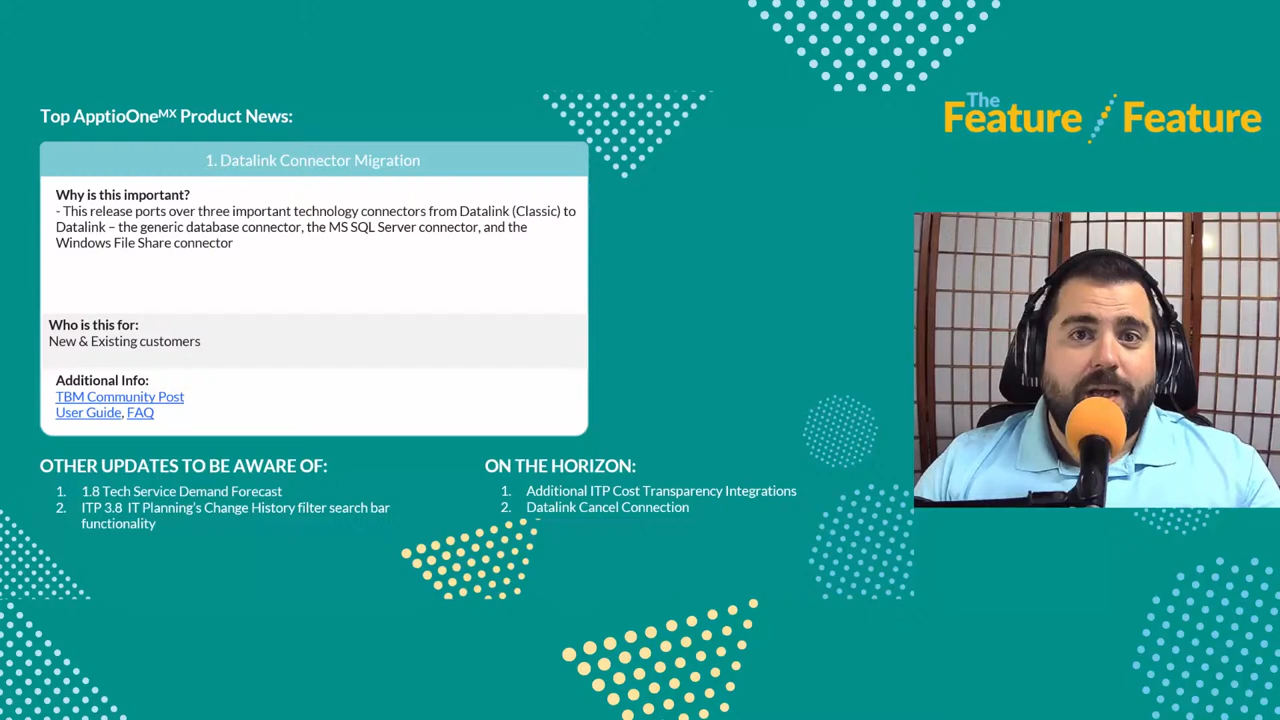 The
Feature / Feature
Top ApptioOneMX Product News:
1. Datalink Connector Migration
Why is this important?
- This release ports over three important technology connectors from Datalink (Classic) to
Datalink – the generic database connector, the MS SQL Server connector, and the
Windows File Share connector
Who is this for:
New & Existing customers
Additional Info:
TBM Community Post
User Guide, FAQ
OTHER UPDATES TO BE AWARE OF:
1. 1.8 Tech Service Demand Forecast
2. ITP 3.8 IT Planning's Change History filter search bar
functionality
ON THE HORIZON:
1. Additional ITP Cost Transparency Integrations
2. Datalink Cancel Connection